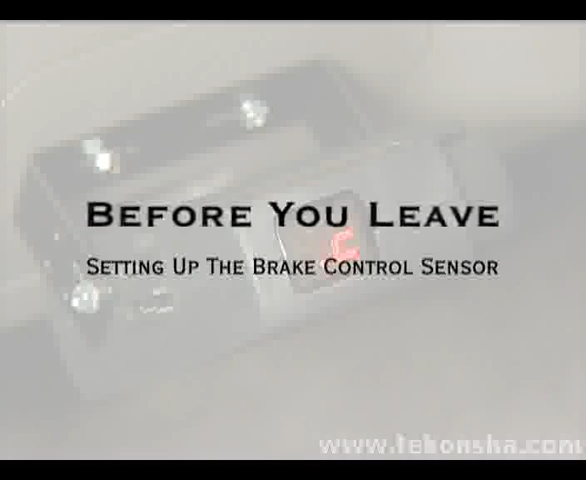 Before You Leave
Setting Up The Brake Control Sensor
www.tekonsha.com